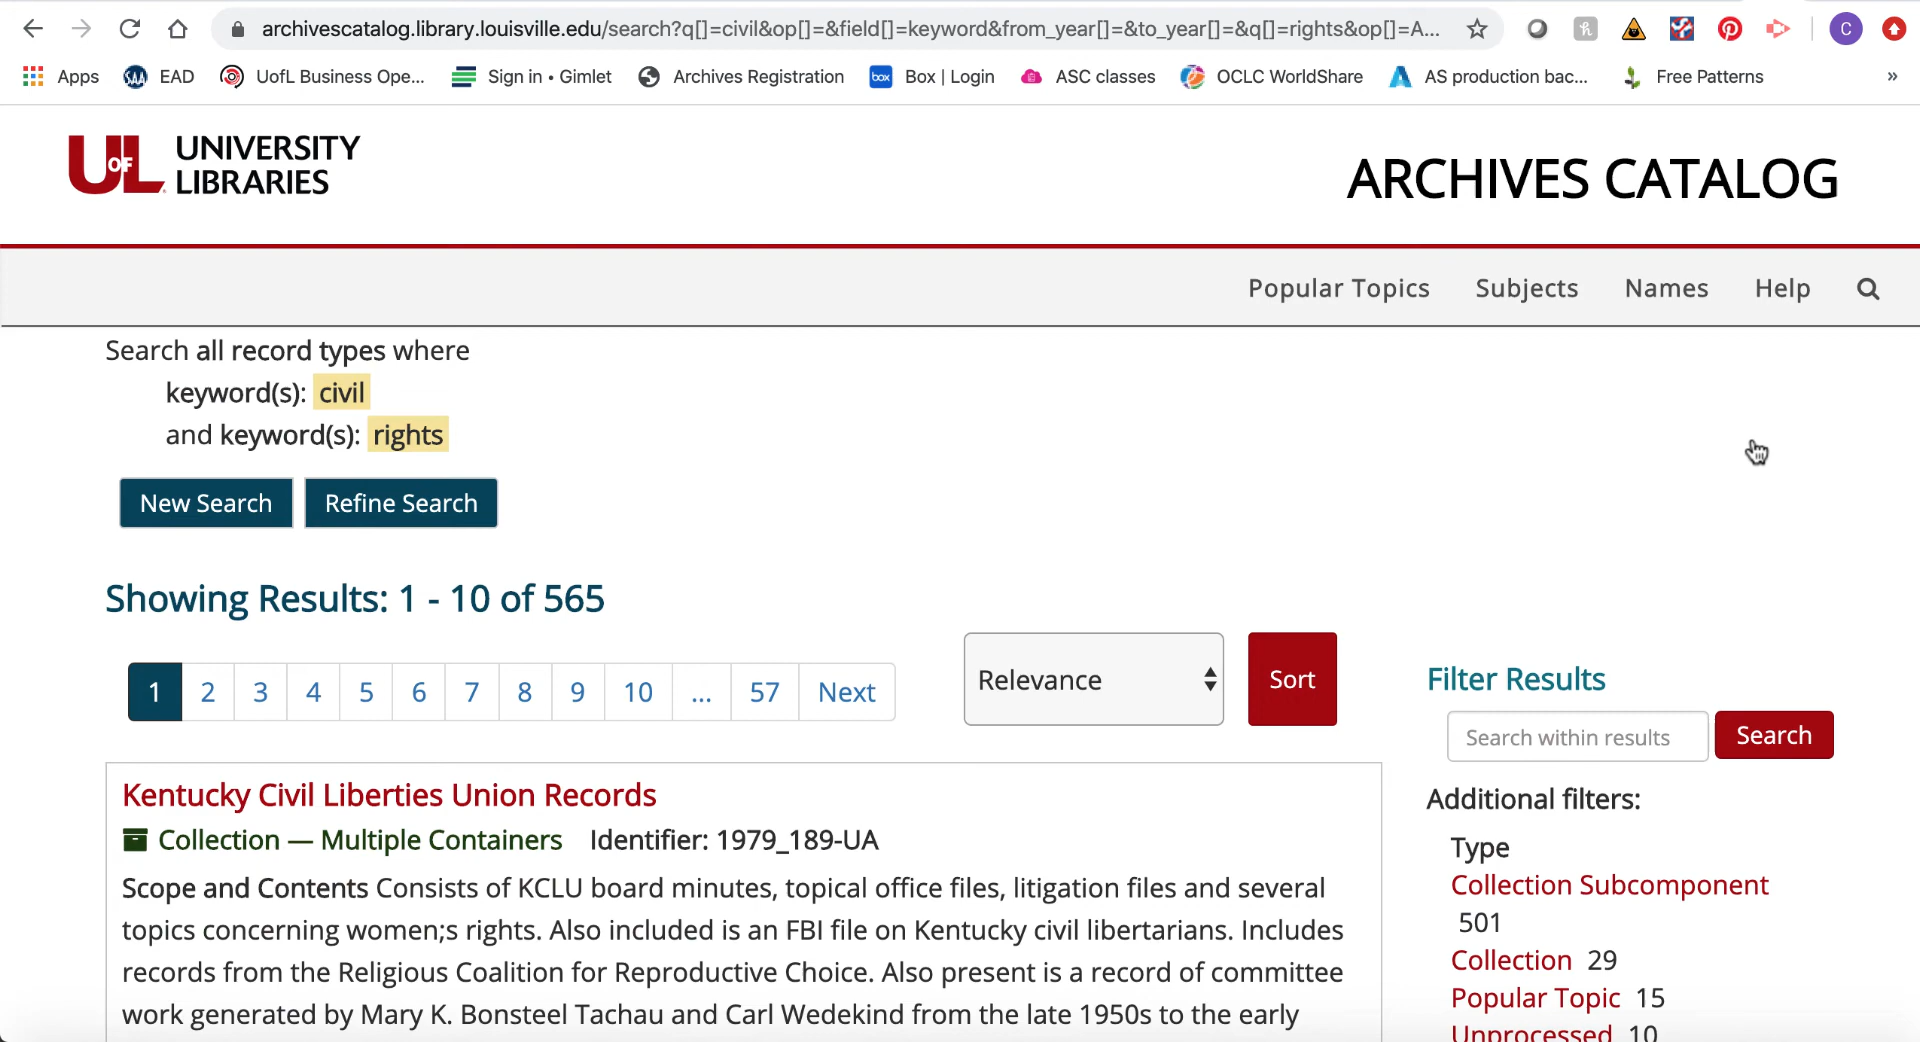 archivescatalog.library.louisville.edu/search?q[]=civil&op[]=&field[]=keyword&from_year[]=&to_year[]=&q[]=rights&op[]=A...
C
Apps
SAA EAD
UofL Business Ope...
Sign in • Gimlet
Archives Registration
box Box | Login
ASC classes
OCLC WorldShare
AS production bac...
Free Patterns
»
UofL UNIVERSITY
LIBRARIES
ARCHIVES CATALOG
Popular Topics Subjects Names Help
Search all record types where
keyword(s): civil
and keyword(s): rights
New Search Refine Search
Showing Results: 1 - 10 of 565
1 2 3 4 5 6 7 8 9 10 ... 57 Next
Relevance Sort
Kentucky Civil Liberties Union Records
Collection — Multiple Containers Identifier: 1979_189-UA
Scope and Contents Consists of KCLU board minutes, topical office files, litigation files and several
topics concerning women;s rights. Also included is an FBI file on Kentucky civil libertarians. Includes
records from the Religious Coalition for Reproductive Choice. Also present is a record of committee
work generated by Mary K. Bonsteel Tachau and Carl Wedekind from the late 1950s to the early
Filter Results
Search within results Search
Additional filters:
Type
Collection Subcomponent
501
Collection 29
Popular Topic 15
Unprocessed 10